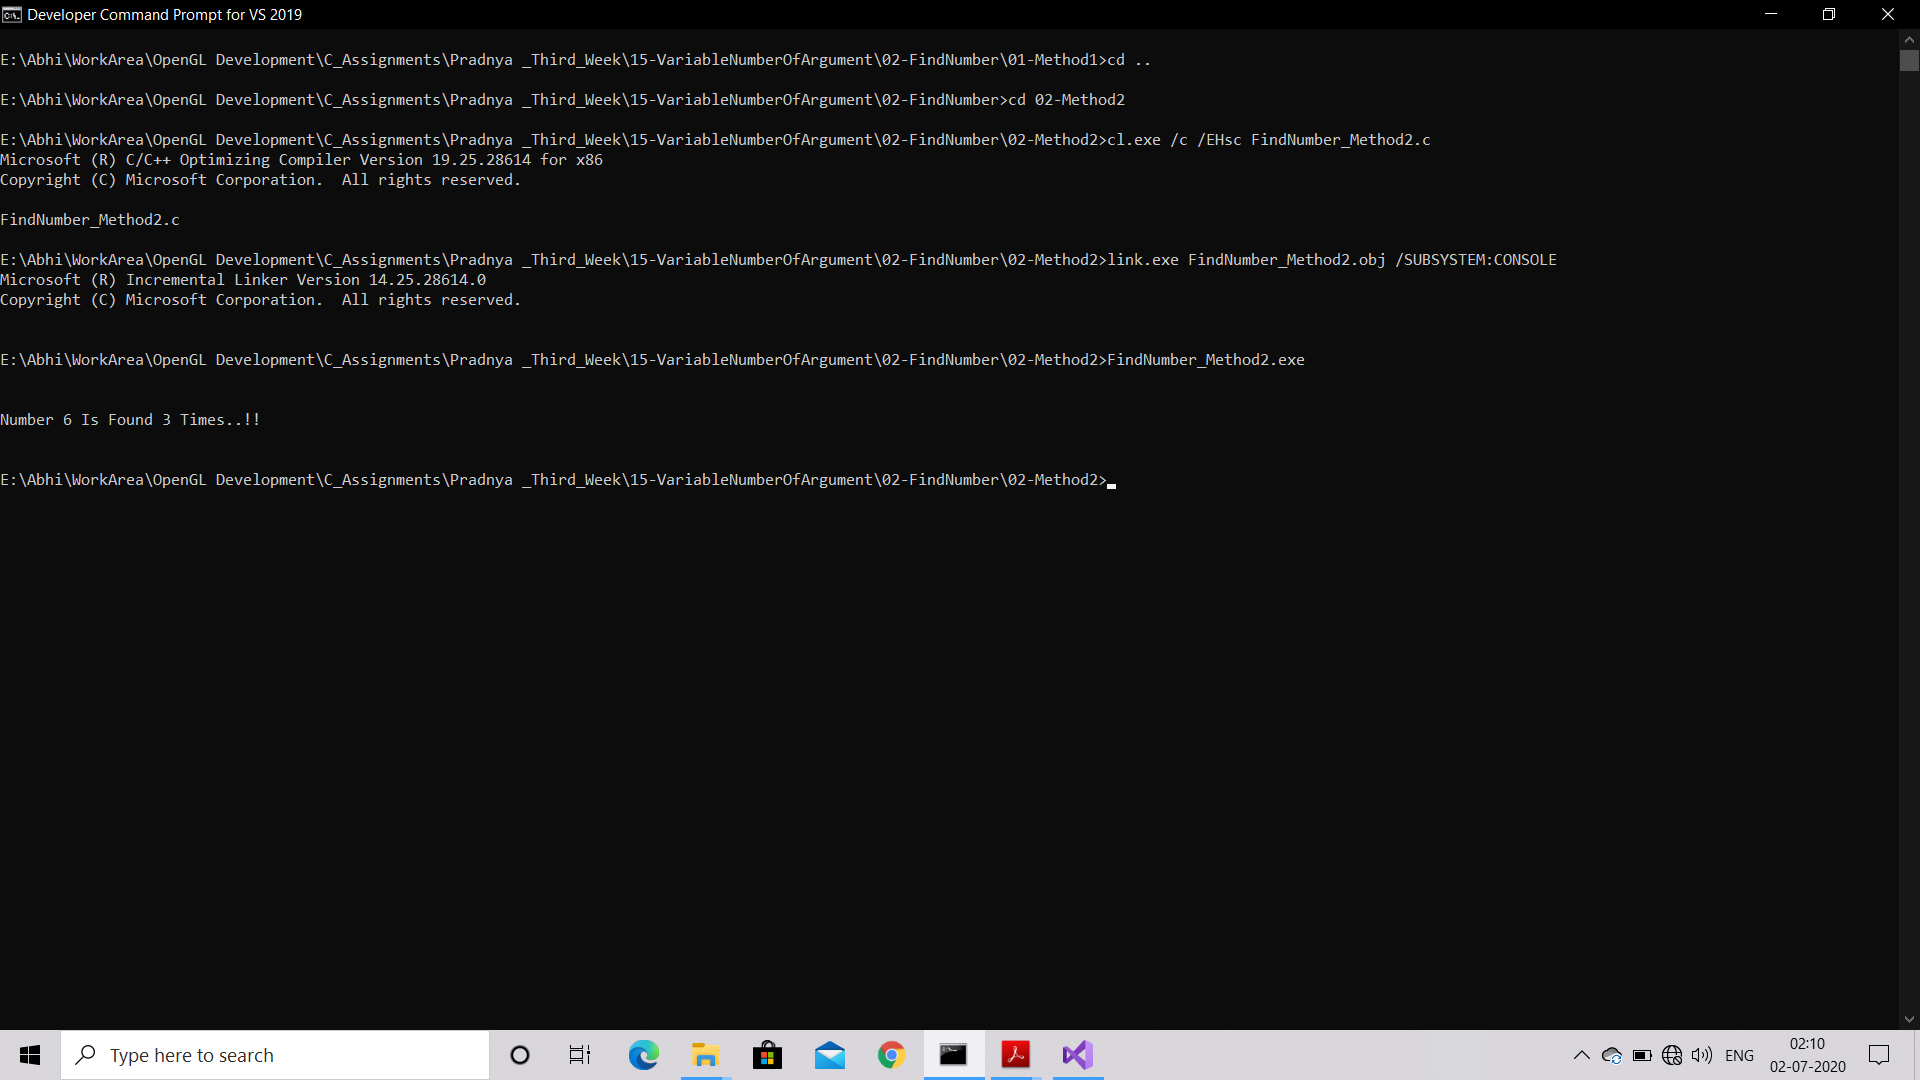 Developer Command Prompt for VS 2019
E:\Abhi\WorkArea\OpenGL Development\C_Assignments\Pradnya _Third_Week\15-VariableNumberOfArgument\02-FindNumber\01-Method1>cd ..
E:\Abhi\WorkArea\OpenGL Development\C_Assignments\Pradnya _Third_Week\15-VariableNumberOfArgument\02-FindNumber>cd 02-Method2
E:\Abhi\WorkArea\OpenGL Development\C_Assignments\Pradnya _Third_Week\15-VariableNumberOfArgument\02-FindNumber\02-Method2>cl.exe /c /EHsc FindNumber_Method2.c
Microsoft (R) C/C++ Optimizing Compiler Version 19.25.28614 for x86
Copyright (C) Microsoft Corporation.  All rights reserved.
FindNumber_Method2.c
E:\Abhi\WorkArea\OpenGL Development\C_Assignments\Pradnya _Third_Week\15-VariableNumberOfArgument\02-FindNumber\02-Method2>link.exe FindNumber_Method2.obj /SUBSYSTEM:CONSOLE
Microsoft (R) Incremental Linker Version 14.25.28614.0
Copyright (C) Microsoft Corporation.  All rights reserved.
E:\Abhi\WorkArea\OpenGL Development\C_Assignments\Pradnya _Third_Week\15-VariableNumberOfArgument\02-FindNumber\02-Method2>FindNumber_Method2.exe
Number 6 Is Found 3 Times..!!
E:\Abhi\WorkArea\OpenGL Development\C_Assignments\Pradnya _Third_Week\15-VariableNumberOfArgument\02-FindNumber\02-Method2>
Type here to search
ENG
02:10
02-07-2020